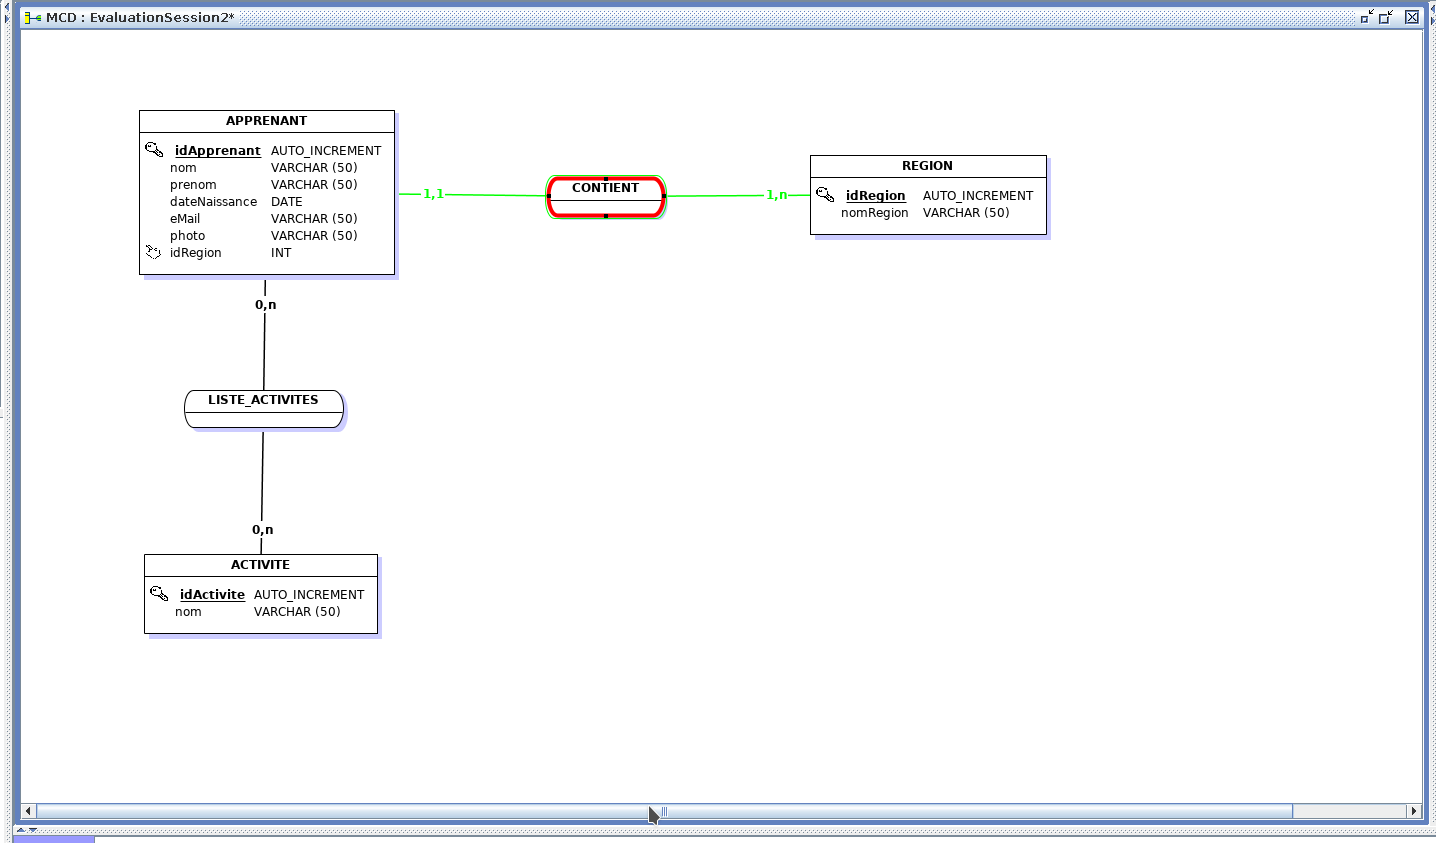 MCD : EvaluationSession2*
APPRENANT
idApprenant AUTO_INCREMENT
nom VARCHAR (50)
prenom VARCHAR (50)
dateNaissance DATE
eMail VARCHAR (50)
photo VARCHAR (50)
idRegion INT
1,1
CONTIENT
1,n
REGION
idRegion AUTO_INCREMENT
nomRegion VARCHAR (50)
0,n
LISTE_ACTIVITES
0,n
ACTIVITE
idActivite AUTO_INCREMENT
nom VARCHAR (50)